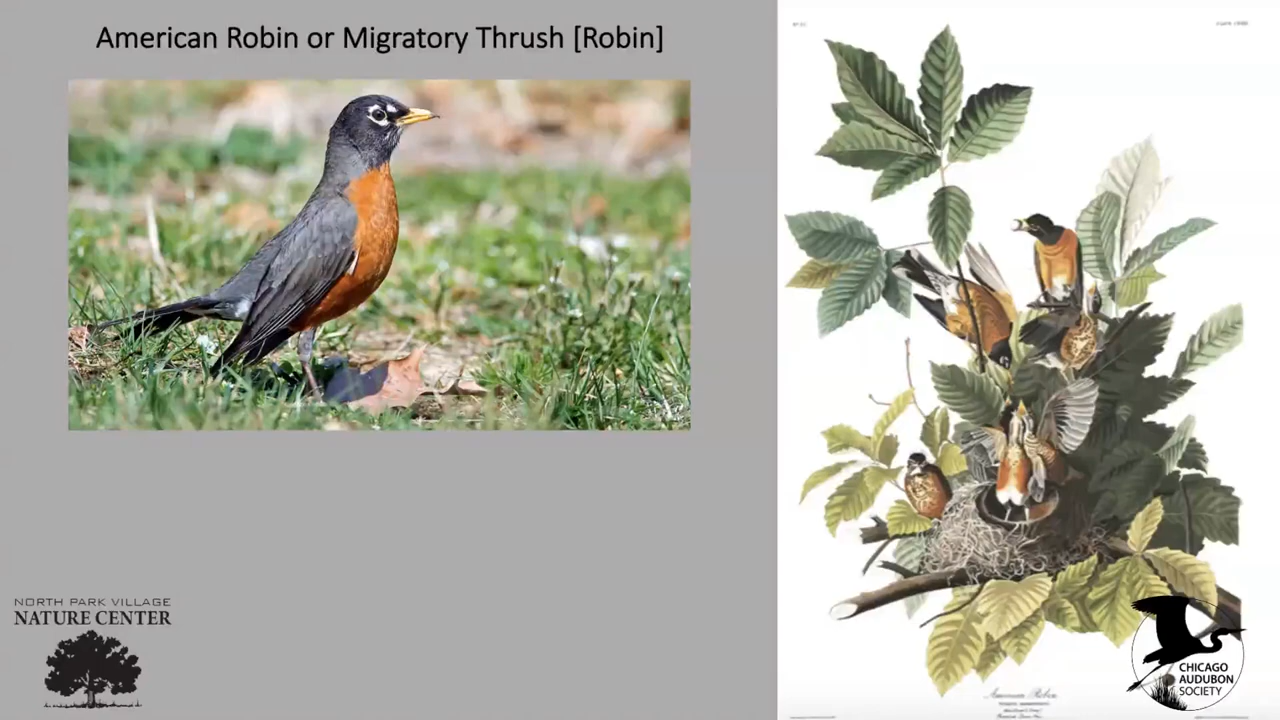 American Robin or Migratory Thrush [Robin]
NORTH PARK VILLAGE
NATURE CENTER
American Robin
CHICAGO
AUDUBON
SOCIETY